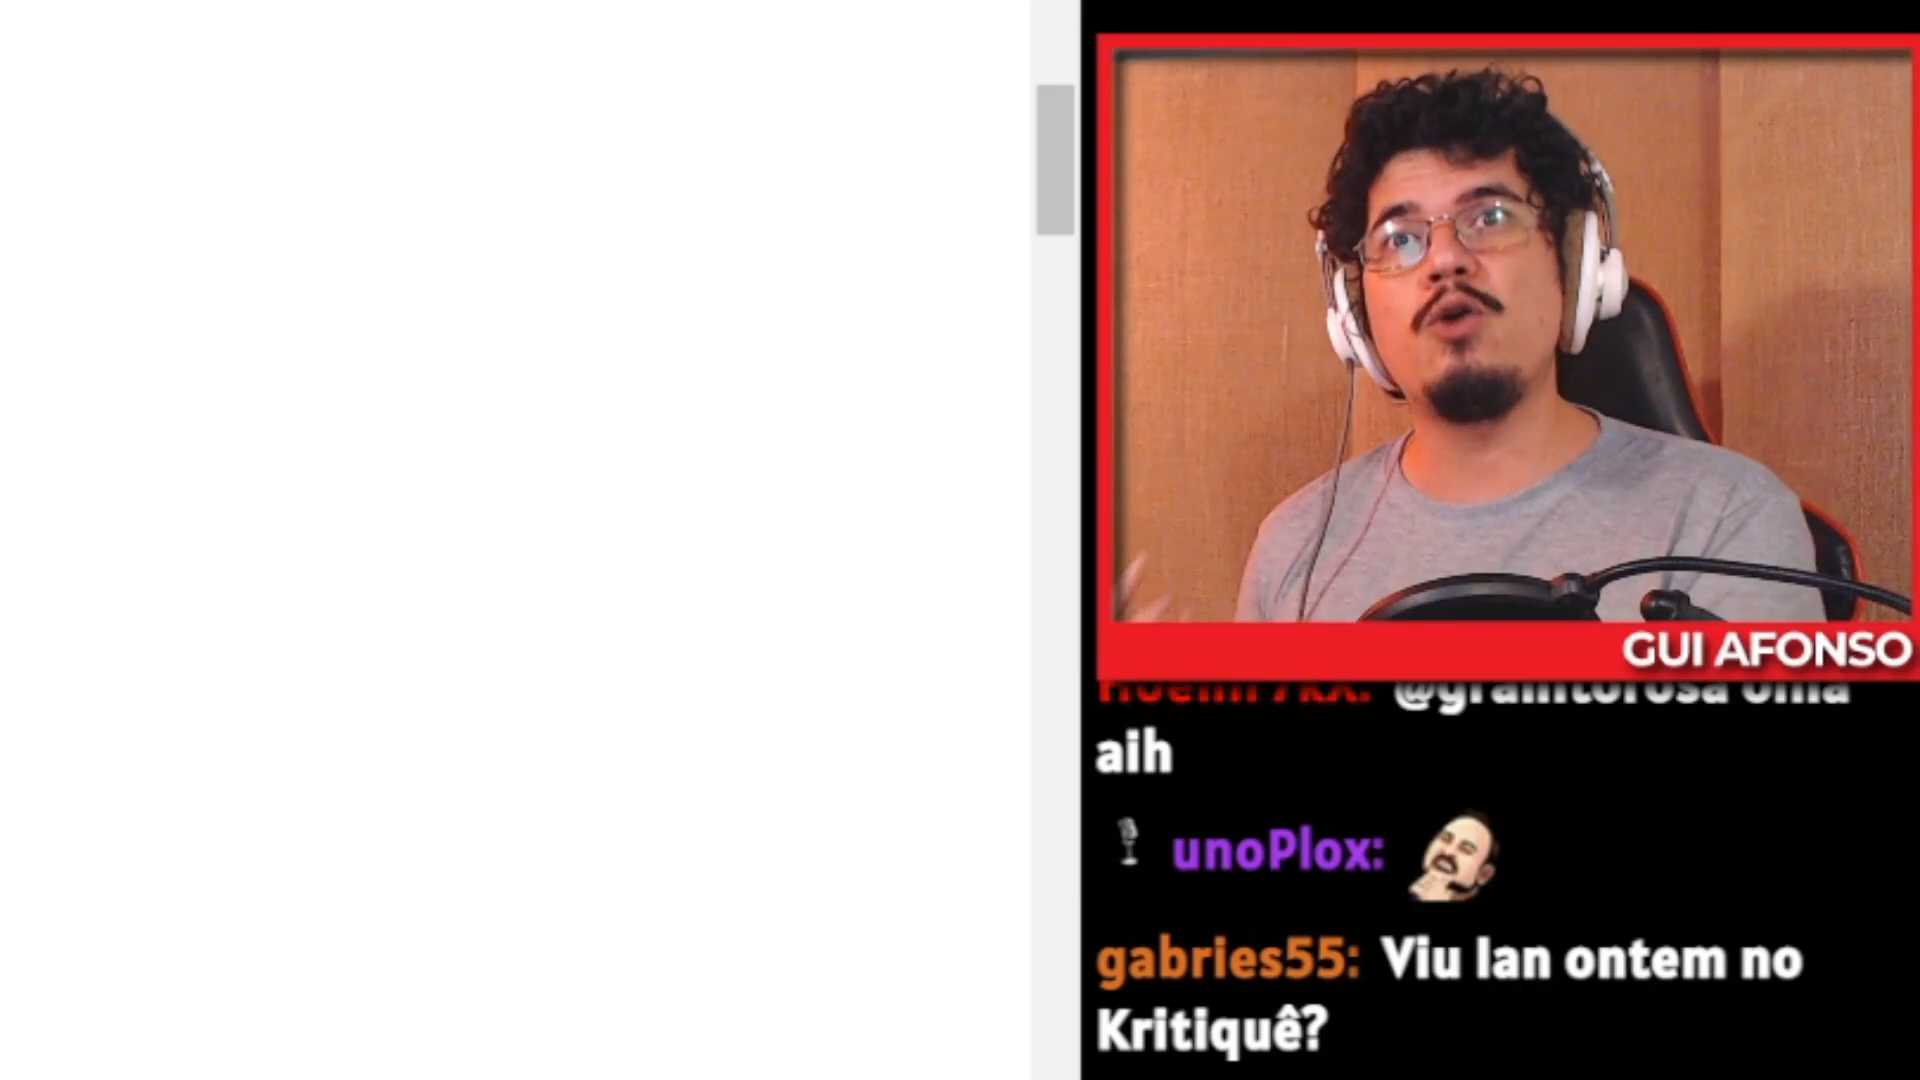 GUI AFONSO
aih
unoPlox:
gabries55: Viu Ian ontem no
Kritiquê?